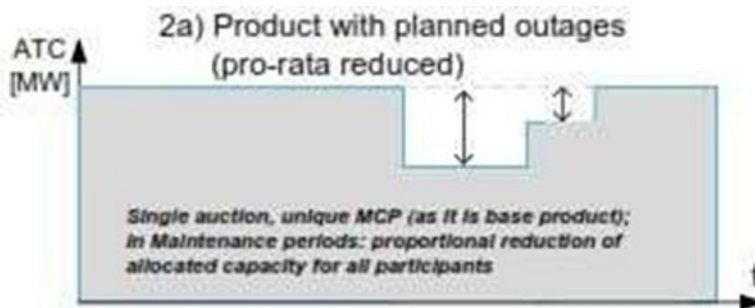 2a) Product with planned outages
(pro-rata reduced)
ATC
[MW]
Single auction, unique MCP (as it is base product);
in Maintenance periods: proportional reduction of
allocated capacity for all participants
t